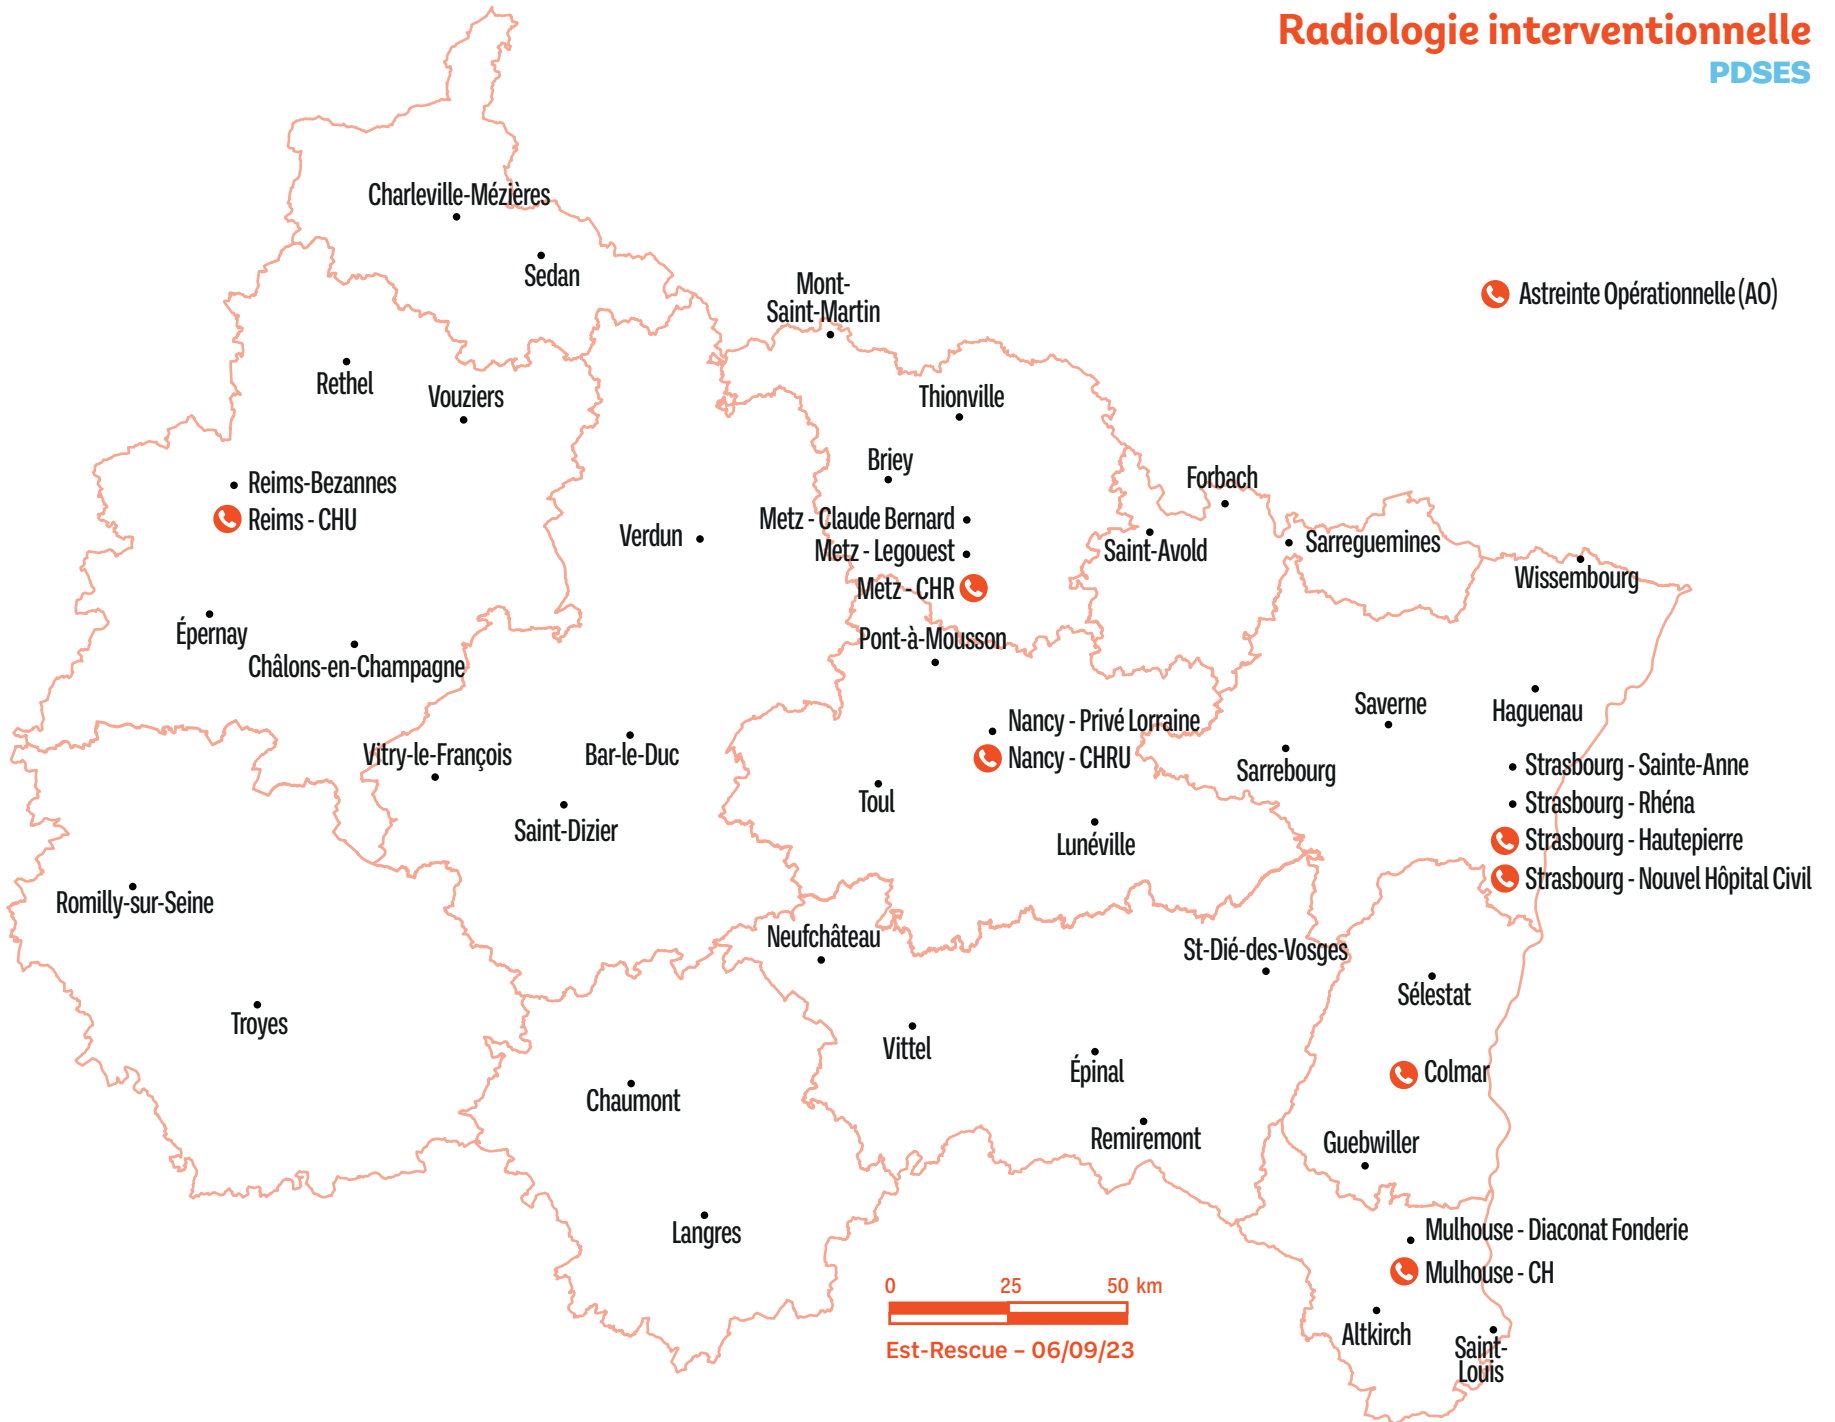 Radiologie interventionnelle
PDSES
Charleville-Mézières
Sedan
Mont-
Saint-Martin
Astreinte Opérationnelle (AO)
Rethel
Vouziers
Thionville
Briey
Forbach
Reims-Bezannes
Reims - CHU
Verdun
Metz - Claude Bernard
Metz - Legouest
Metz - CHR
Saint-Avold
Sarreguemines
Wissembourg
Épernay
Châlons-en-Champagne
Pont-à-Mousson
Nancy - Privé Lorraine
Nancy - CHRU
Saverne
Haguenau
Vitry-le-François
Bar-le-Duc
Sarrebourg
Strasbourg - Sainte-Anne
Strasbourg - Rhéna
Strasbourg - Hautepierre
Strasbourg - Nouvel Hôpital Civil
Toul
Saint-Dizier
Lunéville
Romilly-sur-Seine
Neufchâteau
St-Dié-des-Vosges
Sélestat
Troyes
Vittel
Épinal
Colmar
Chaumont
Remiremont
Guebwiller
Langres
Mulhouse - Diaconat Fonderie
Mulhouse - CH
Altkirch
Saint-
Louis
0 25 50 km
Est-Rescue – 06/09/23